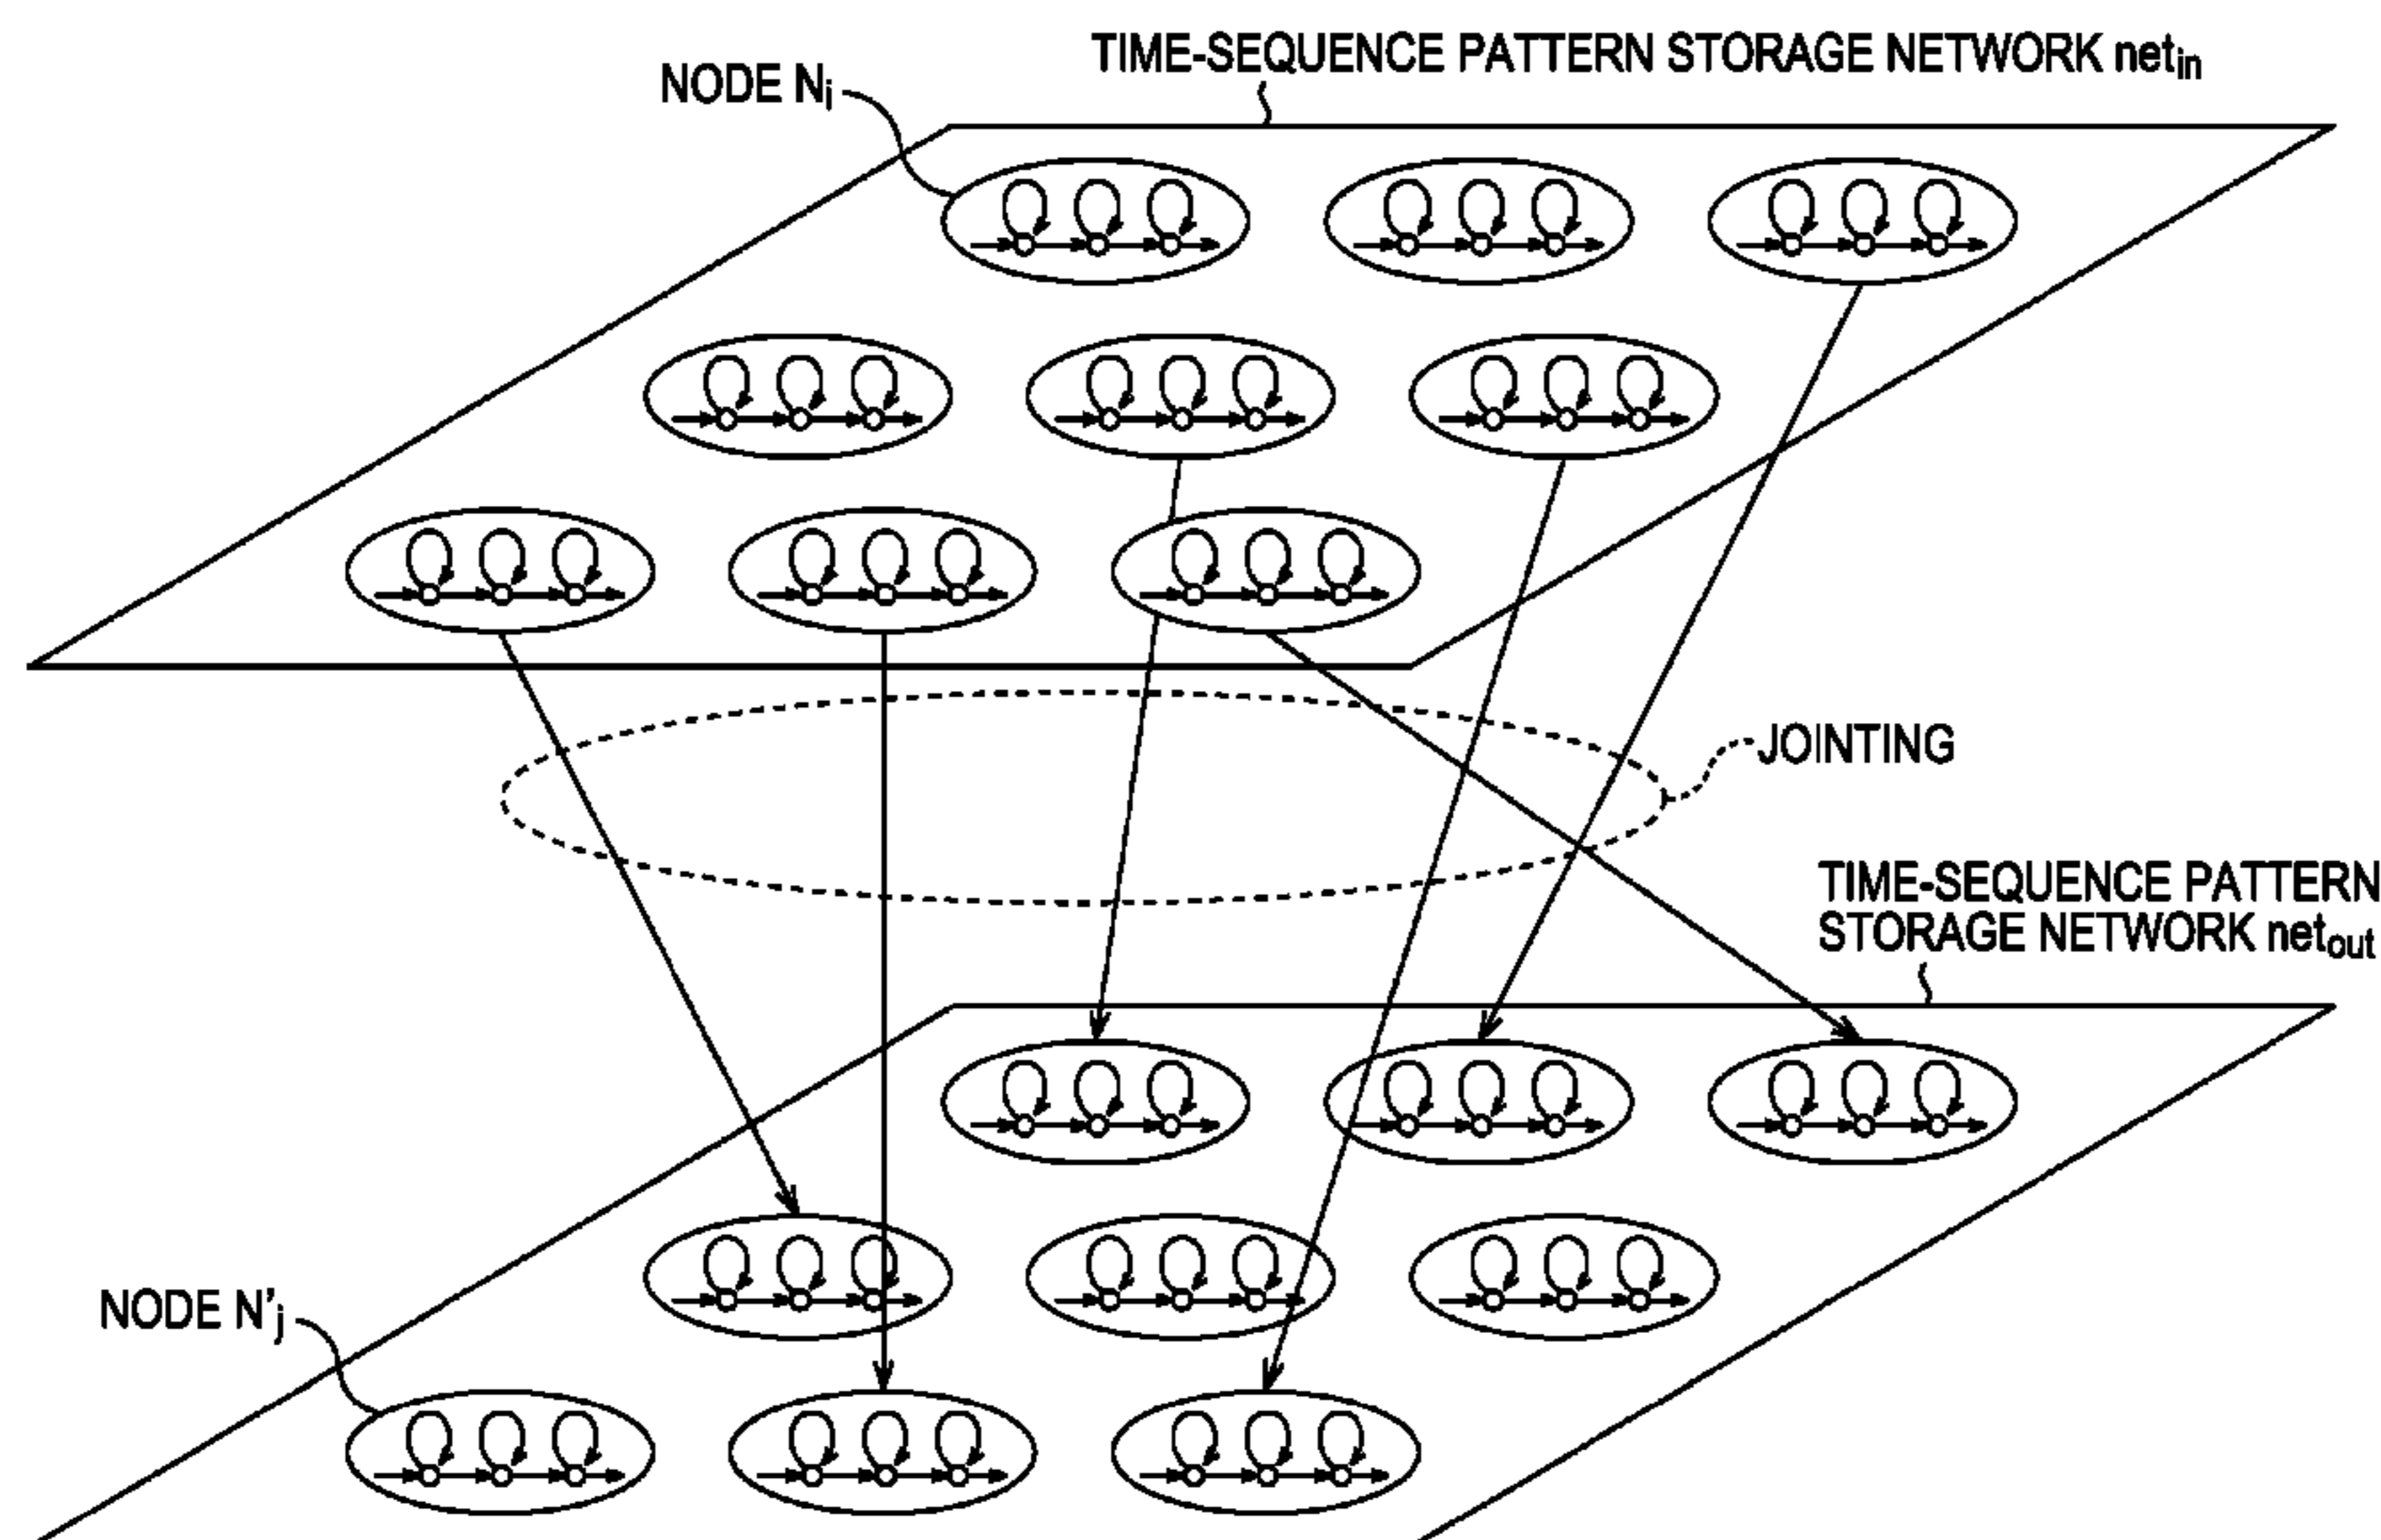 TIME-SEQUENCE PATTERN STORAGE NETWORK netin
NODE Ni
JOINTING
TIME-SEQUENCE PATTERN
STORAGE NETWORK netout
NODE N'j